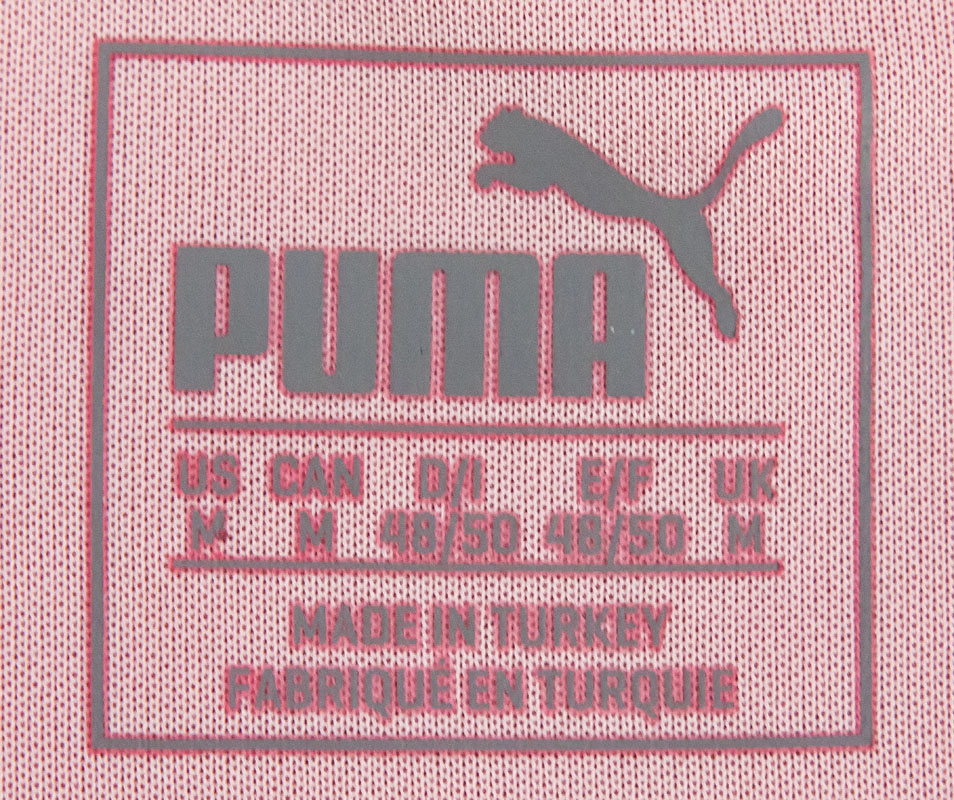 PUMA
US CAN D/I E/F UK
M M 48/50 48/50 M
MADE IN TURKEY
FABRIQUÉ EN TURQUIE